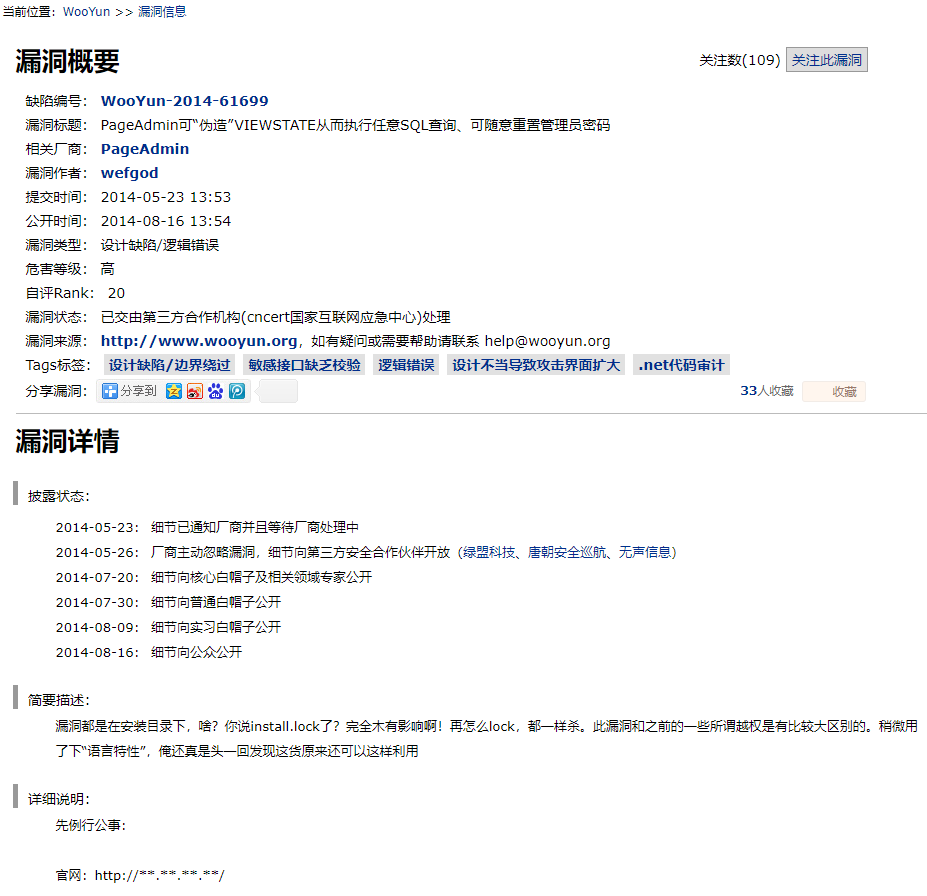 当前位置：WooYun >> 漏洞信息
漏洞概要
关注数(109) 关注此漏洞
缺陷编号： WooYun-2014-61699
漏洞标题： PageAdmin可“伪造”VIEWSTATE从而执行任意SQL查询、可随意重置管理员密码
相关厂商： PageAdmin
漏洞作者： wefgod
提交时间： 2014-05-23 13:53
公开时间： 2014-08-16 13:54
漏洞类型： 设计缺陷/逻辑错误
危害等级： 高
自评Rank： 20
漏洞状态： 已交由第三方合作机构(cncert国家互联网应急中心)处理
漏洞来源： http://www.wooyun.org，如有疑问或需要帮助请联系 help@wooyun.org
Tags标签： 设计缺陷/边界绕过 敏感接口缺乏校验 逻辑错误 设计不当导致攻击界面扩大 .net代码审计
分享漏洞： 分享到
33人收藏 收藏
漏洞详情
披露状态：
2014-05-23： 细节已通知厂商并且等待厂商处理中
2014-05-26： 厂商主动忽略漏洞，细节向第三方安全合作伙伴开放（绿盟科技、唐朝安全巡航、无声信息）
2014-07-20： 细节向核心白帽子及相关领域专家公开
2014-07-30： 细节向普通白帽子公开
2014-08-09： 细节向实习白帽子公开
2014-08-16： 细节向公众公开
简要描述：
漏洞都是在安装目录下，啥？你说install.lock了？完全木有影响啊！再怎么lock，都一样杀。此漏洞和之前的一些所谓越权是有比较大区别的。稍微用
了下“语言特性”，俺还真是头一回发现这货原来还可以这样利用
详细说明：
先例行公事：
官网：http://**.**.**.**/